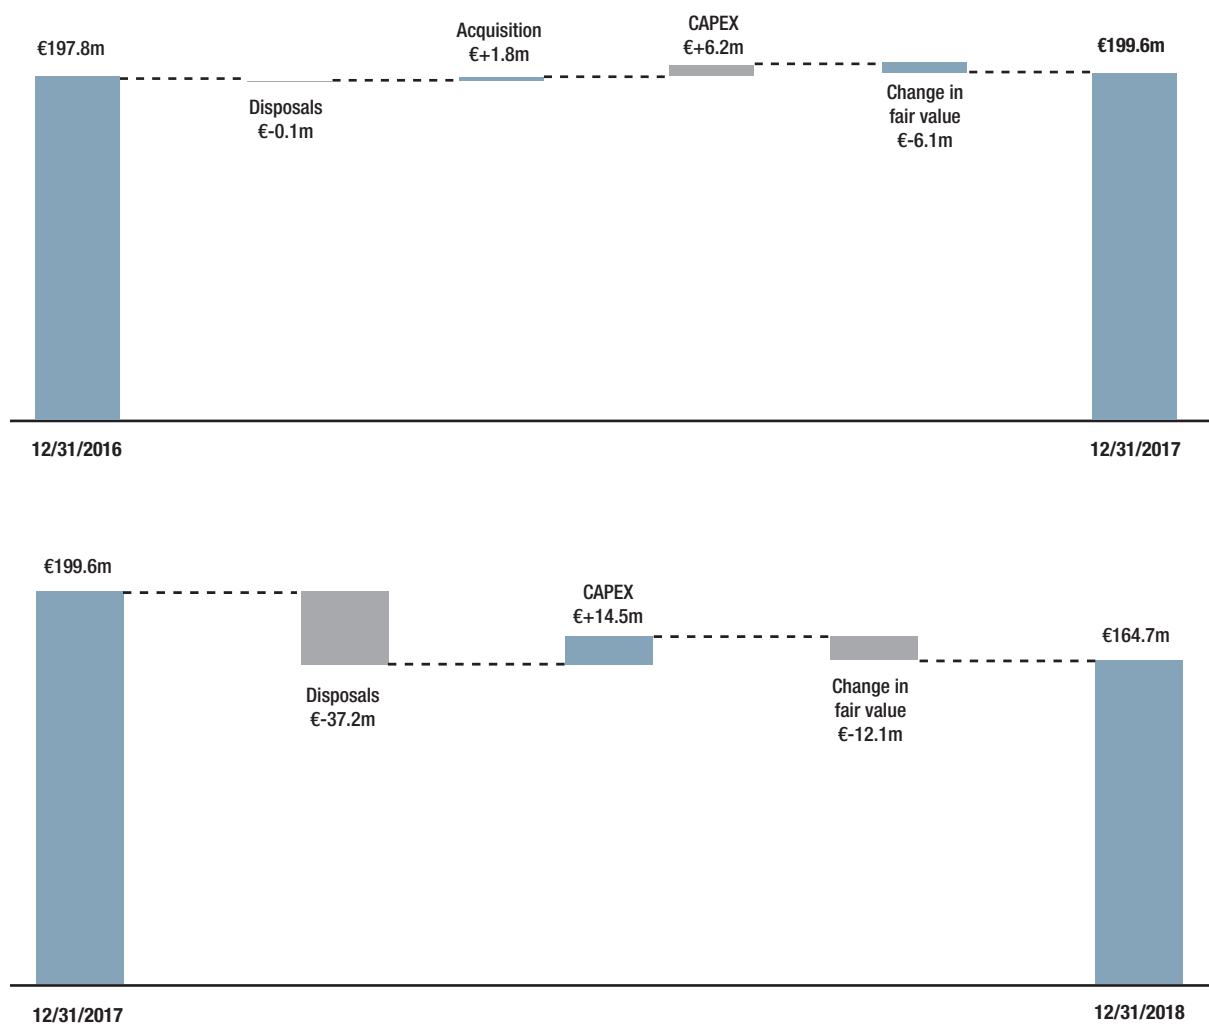 €197.8m
Disposals
€-0.1m
Acquisition
€+1.8m
CAPEX
€+6.2m
Change in
fair value
€-6.1m
€199.6m
12/31/2016
12/31/2017
€199.6m
Disposals
€-37.2m
CAPEX
€+14.5m
Change in
fair value
€-12.1m
€164.7m
12/31/2017
12/31/2018